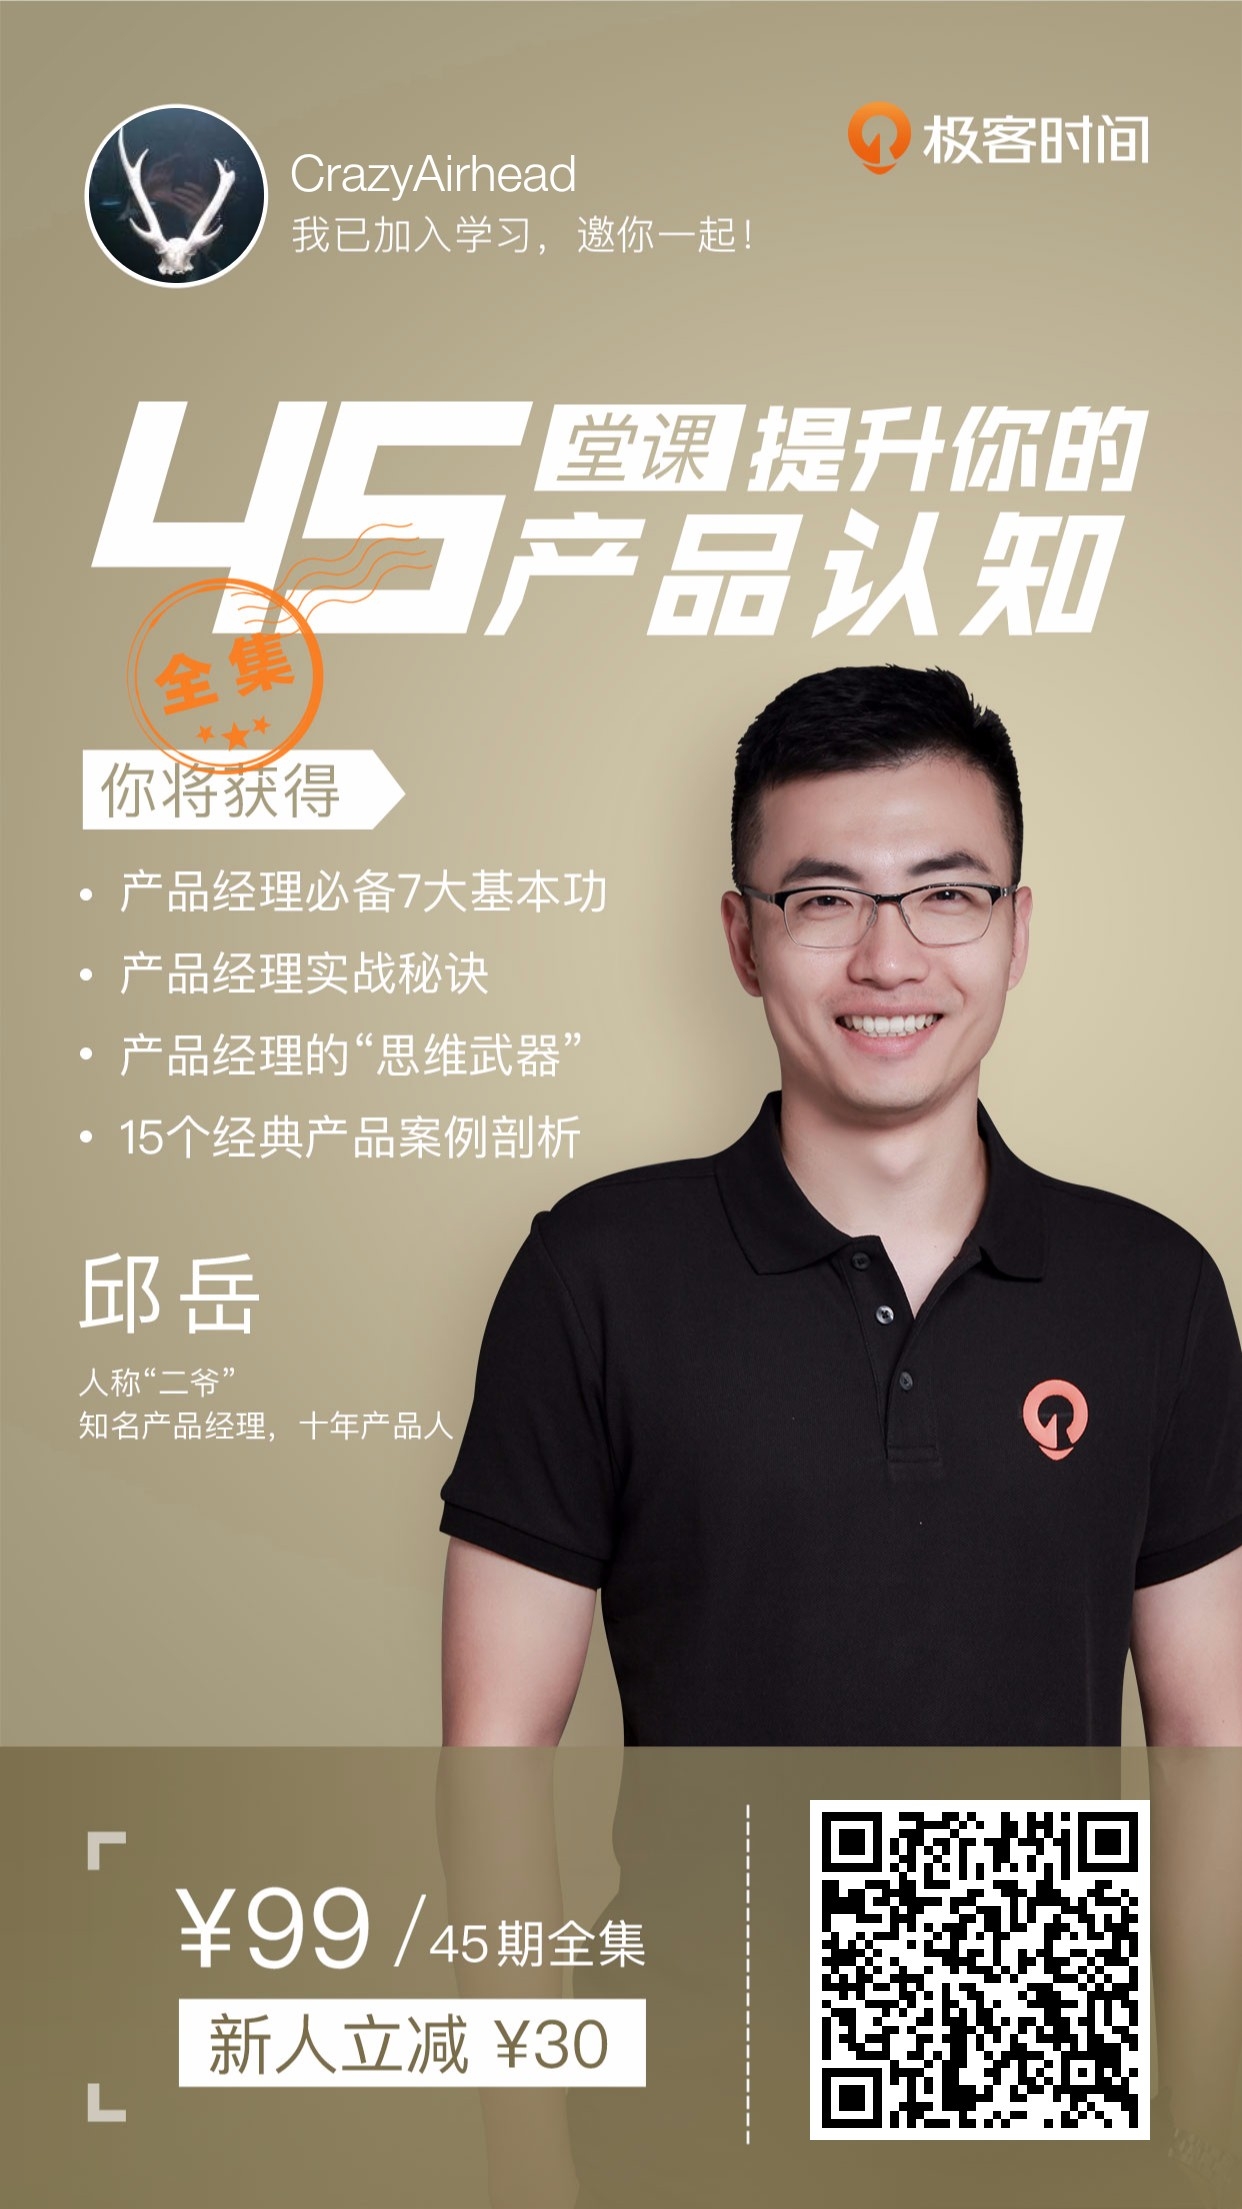 CrazyAirhead
我已加入学习，邀你一起！
极客时间
45堂课 提升你的
产品认知
全集
你将获得
• 产品经理必备7大基本功
• 产品经理实战秘诀
• 产品经理的“思维武器”
• 15个经典产品案例剖析
邱岳
人称“二爷”
知名产品经理，十年产品人
¥99 / 45期全集
新人立减 ¥30